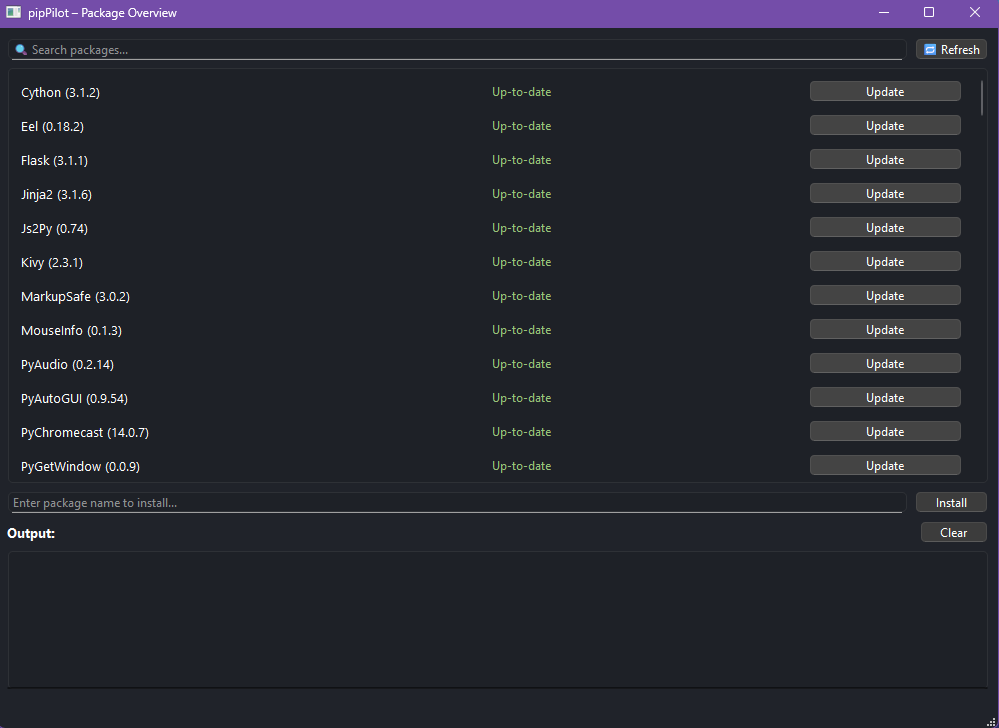 pipPilot – Package Overview
Search packages... Refresh
Cython (3.1.2) Up-to-date Update
Eel (0.18.2) Up-to-date Update
Flask (3.1.1) Up-to-date Update
Jinja2 (3.1.6) Up-to-date Update
Js2Py (0.74) Up-to-date Update
Kivy (2.3.1) Up-to-date Update
MarkupSafe (3.0.2) Up-to-date Update
MouseInfo (0.1.3) Up-to-date Update
PyAudio (0.2.14) Up-to-date Update
PyAutoGUI (0.9.54) Up-to-date Update
PyChromecast (14.0.7) Up-to-date Update
PyGetWindow (0.0.9) Up-to-date Update
Enter package name to install... Install
Output: Clear